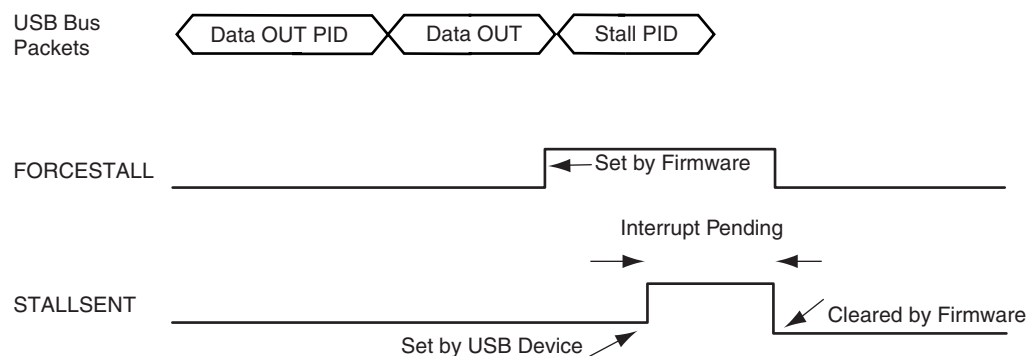 USB Bus
Packets
Data OUT PID
Data OUT
Stall PID
FORCESTALL
Set by Firmware
Interrupt Pending
STALLSENT
Cleared by Firmware
Set by USB Device